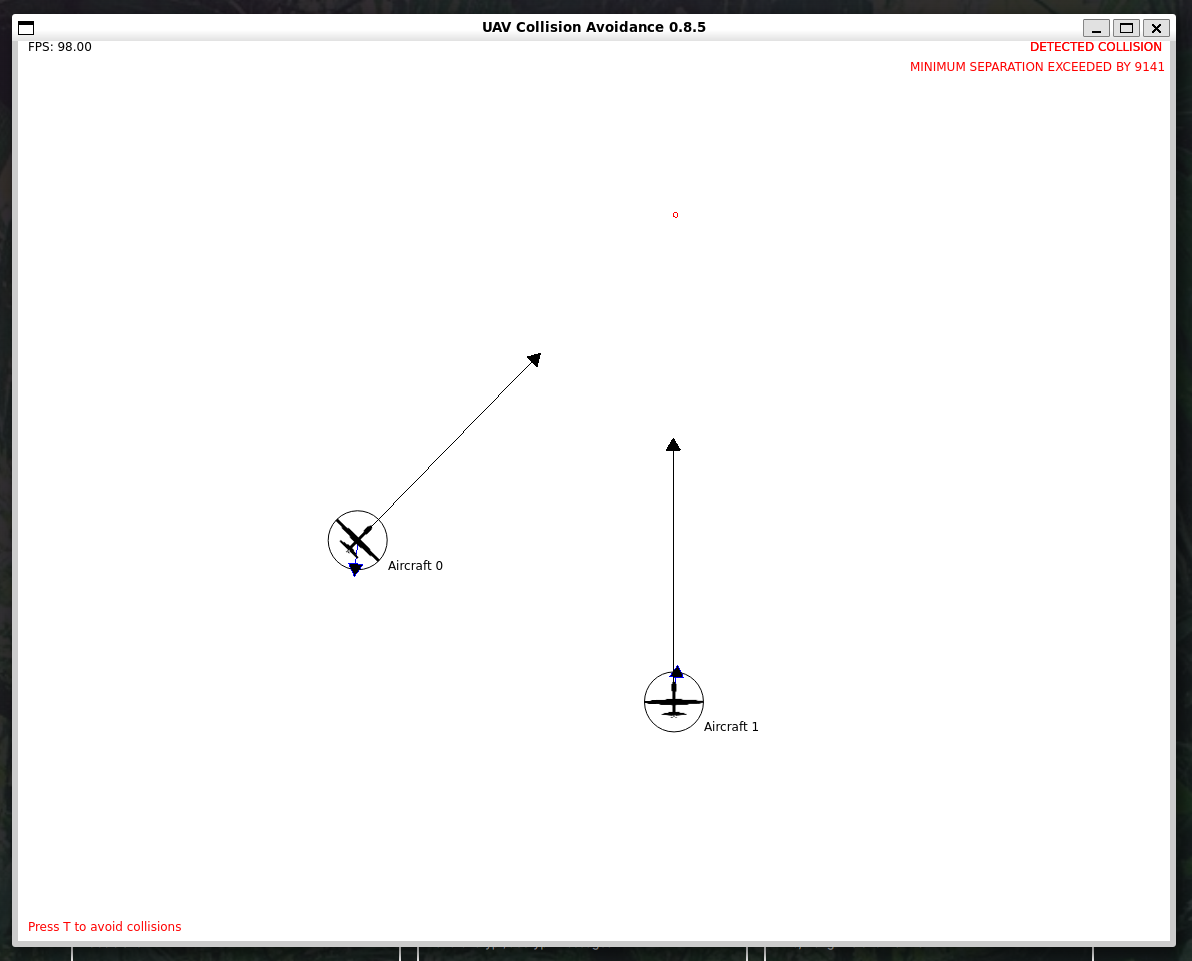 UAV Collision Avoidance 0.8.5
FPS: 98.00
DETECTED COLLISION
MINIMUM SEPARATION EXCEEDED BY 9141
Aircraft 0
Aircraft 1
Press T to avoid collisions